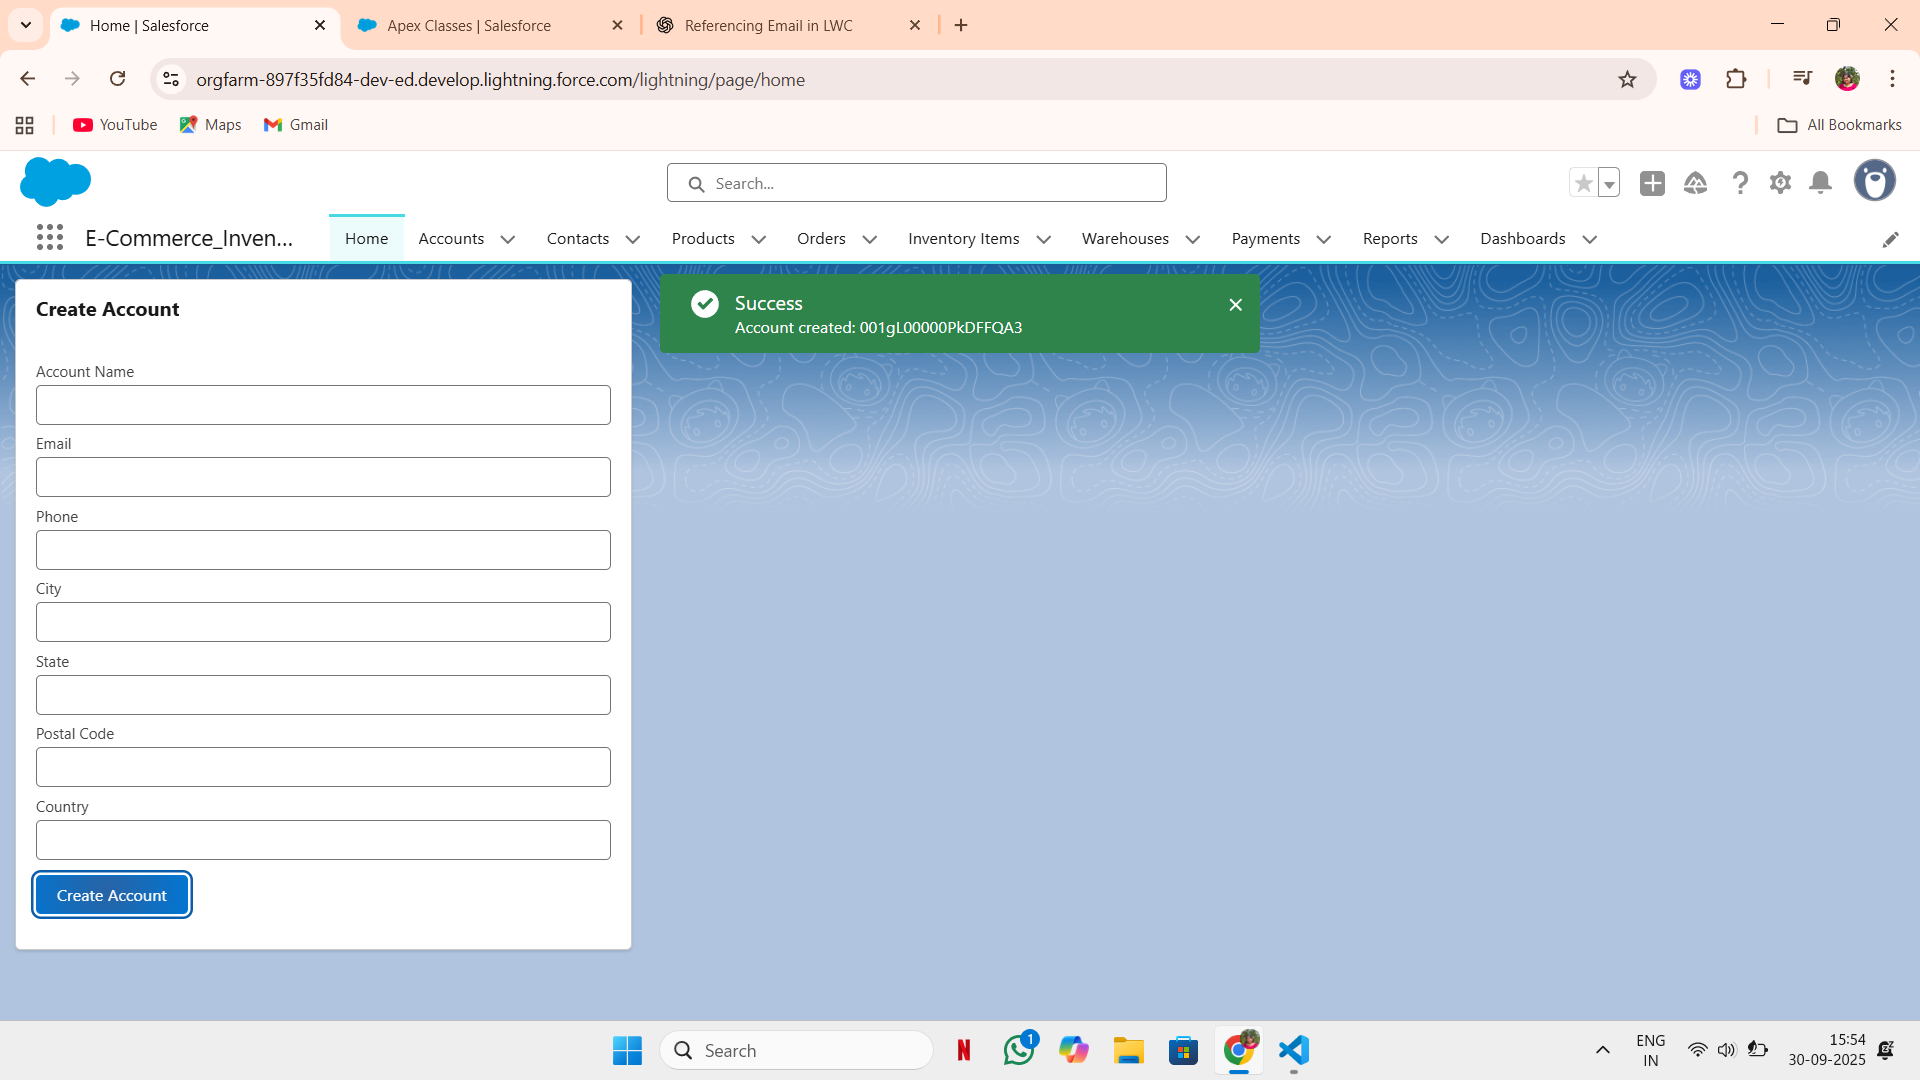 Home | Salesforce
Apex Classes | Salesforce
Referencing Email in LWC
orgfarm-897f35fd84-dev-ed.develop.lightning.force.com/lightning/page/home
YouTube
Maps
Gmail
All Bookmarks
Search...
E-Commerce_Inven...
Home
Accounts
Contacts
Products
Orders
Inventory Items
Warehouses
Payments
Reports
Dashboards
Success
Account created: 001gL00000PkDFFQA3
Create Account
Account Name
Email
Phone
City
State
Postal Code
Country
Create Account
Search
N
1
ENG
IN
15:54
30-09-2025